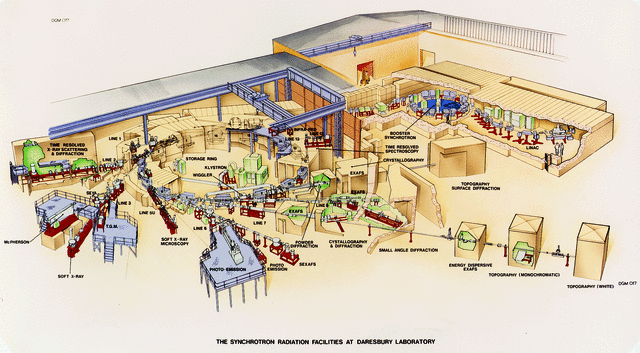 DGM Off
LINE 1
TIME RESOLVED
X-RAY SCATTERING
& DIFFRACTION
LINE 2
LINE 3
McPHERSON
T.G.M.
SOFT X-RAY
LINE 5U
SOFT X-RAY
MICROSCOPY
STORAGE RING
KLYSTRON
WIGGLER
LINE 6
PHOTO-EMISSION
PHOTO
EMISSION
SEXAFS
LINE 7
EXAFS
POWDER
DIFFRACTION
CYSTALLOGRAPHY
& DIFFRACTION
EXAFS
EXAFS
BOOSTER
SYNCHROTRON
TIME RESOLVED
SPECTROSCOPY
CRYSTALLOGRAPHY
TOPOGRAPHY
SURFACE DIFFRACTION
LINAC
SMALL ANGLE DIFFRACTION
ENERGY DISPERSIVE
EXAFS
TOPOGRAPHY (MONOCHROMATIC)
TOPOGRAPHY (WHITE)
THE SYNCHROTRON RADIATION FACILITIES AT DARESBURY LABORATORY